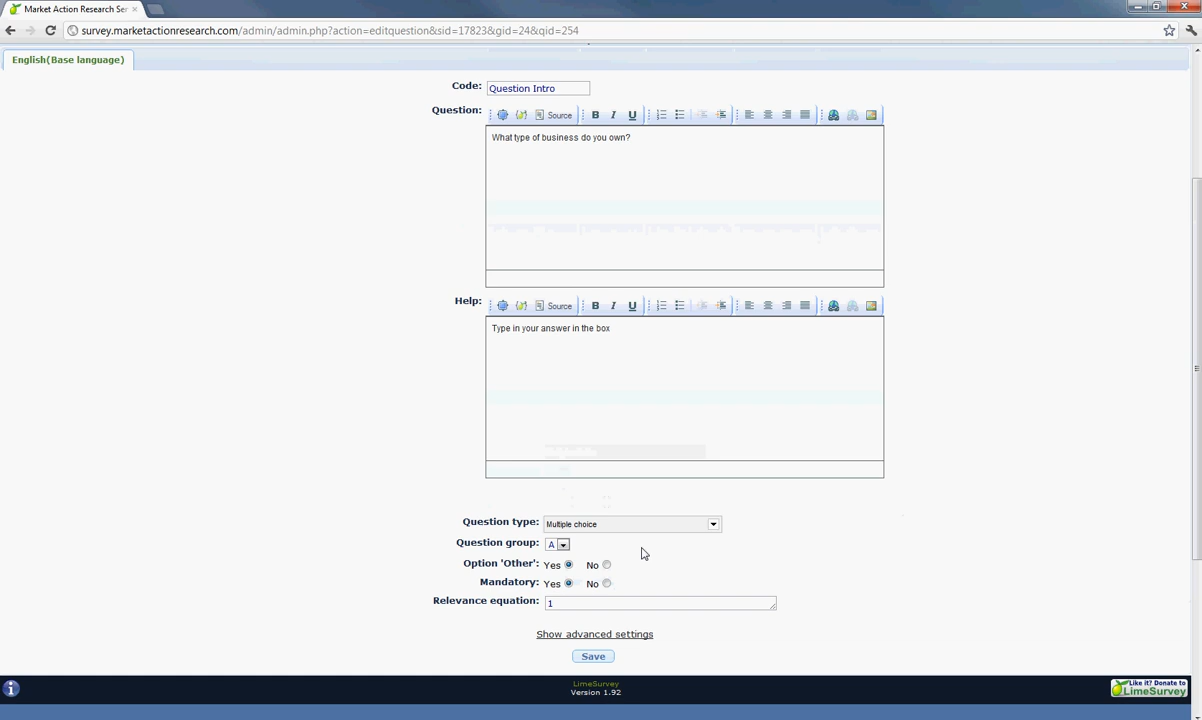 Market Action Research Ser
survey.marketactionresearch.com/admin/admin.php?action=editquestion&sid=17823&gid=24&qid=254
English(Base language)
Code: Question Intro
Question: Source B I U
What type of business do you own?
Help: Source B I U
Type in your answer in the box
Question type: Multiple choice
Question group: A
Option 'Other': Yes No
Mandatory: Yes No
Relevance equation: 1
Show advanced settings
Save
LimeSurvey
Version 1.92
Like it? Donate to
LimeSurvey